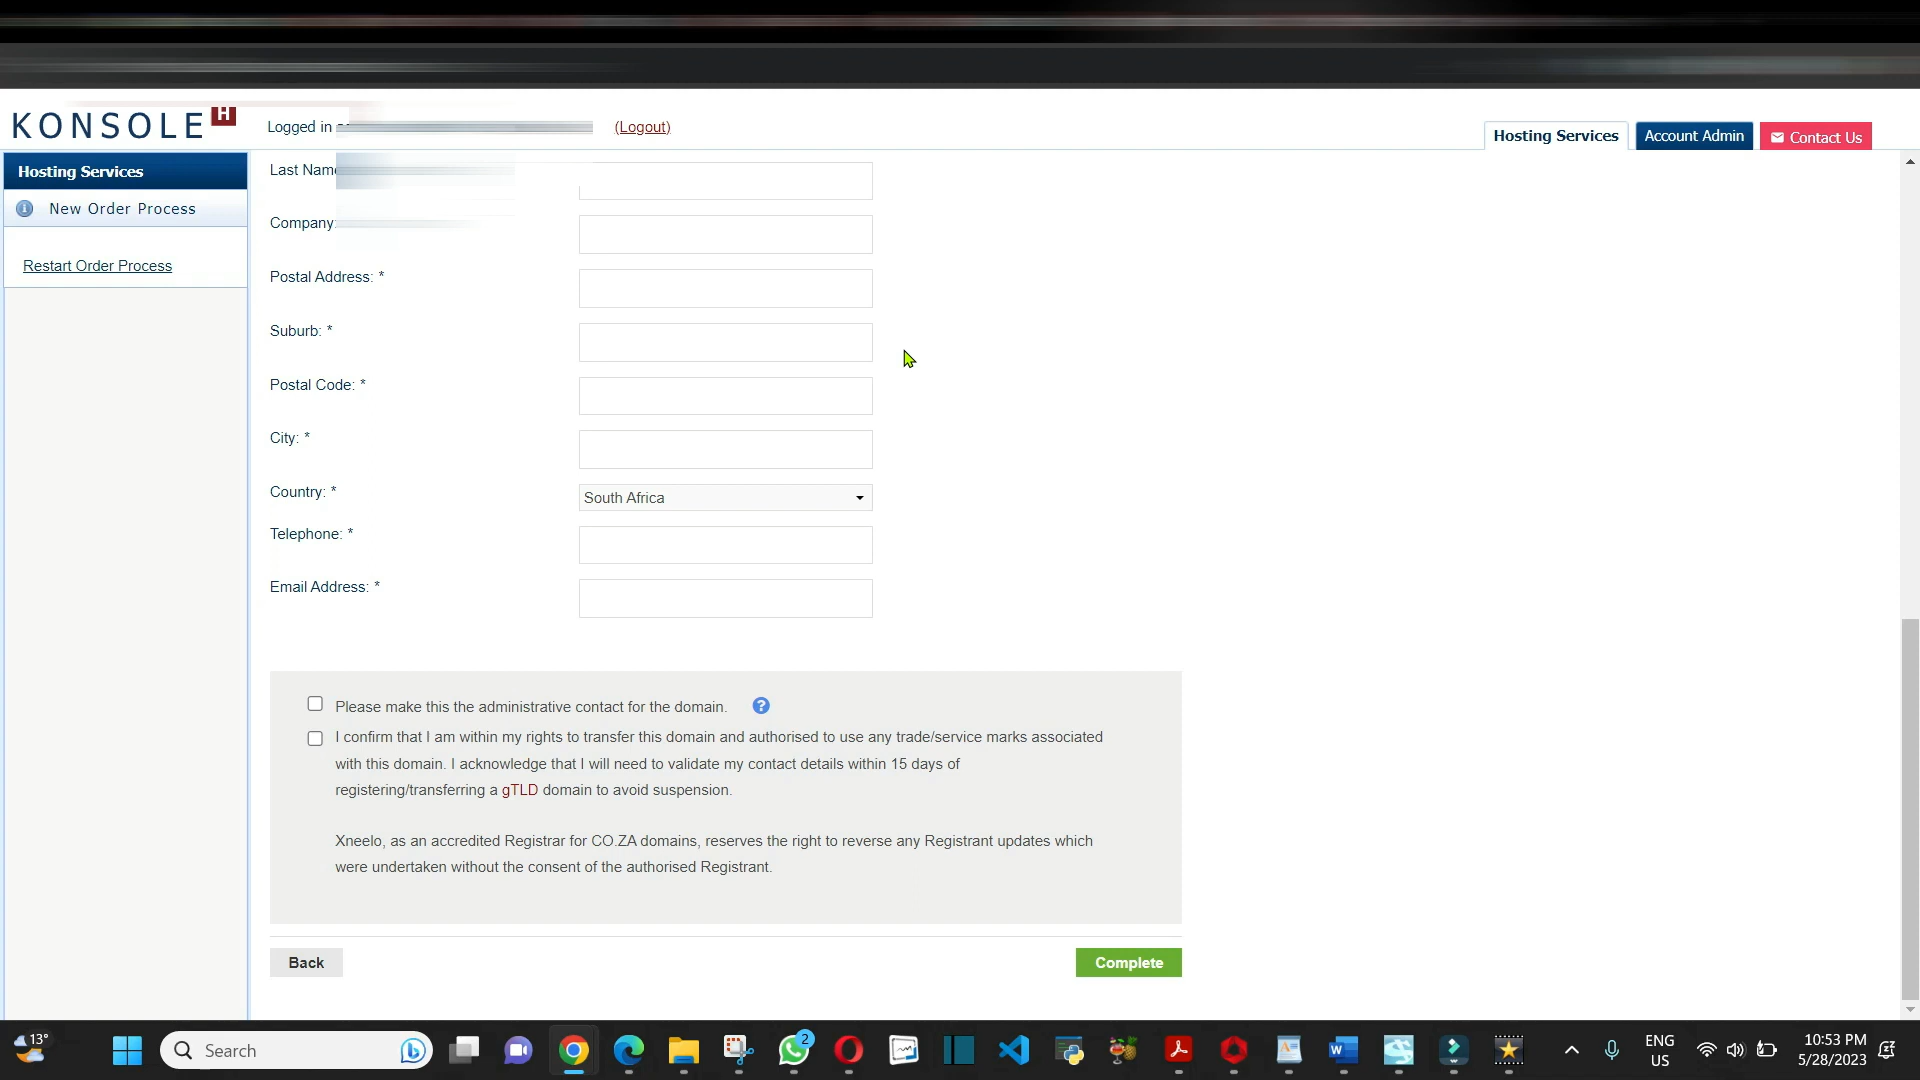 KONSOLE H
Logged in
(Logout)
Hosting Services
Account Admin
Contact Us
Hosting Services
New Order Process
Restart Order Process
Last Name
Company:
Postal Address: *
Suburb: *
Postal Code: *
City: *
Country: *
South Africa
Telephone: *
Email Address: *
Please make this the administrative contact for the domain. ?
I confirm that I am within my rights to transfer this domain and authorised to use any trade/service marks associated
with this domain. I acknowledge that I will need to validate my contact details within 15 days of
registering/transferring a gTLD domain to avoid suspension.
Xneelo, as an accredited Registrar for CO.ZA domains, reserves the right to reverse any Registrant updates which
were undertaken without the consent of the authorised Registrant.
Back
Complete
13°
Search
2
ENG
US
10:53 PM
5/28/2023